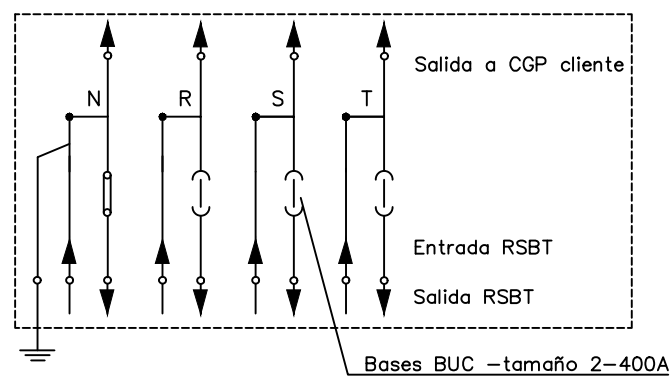 Salida a CGP cliente
N R S T
Entrada RSBT
Salida RSBT
Bases BUC -tamaño 2-400A